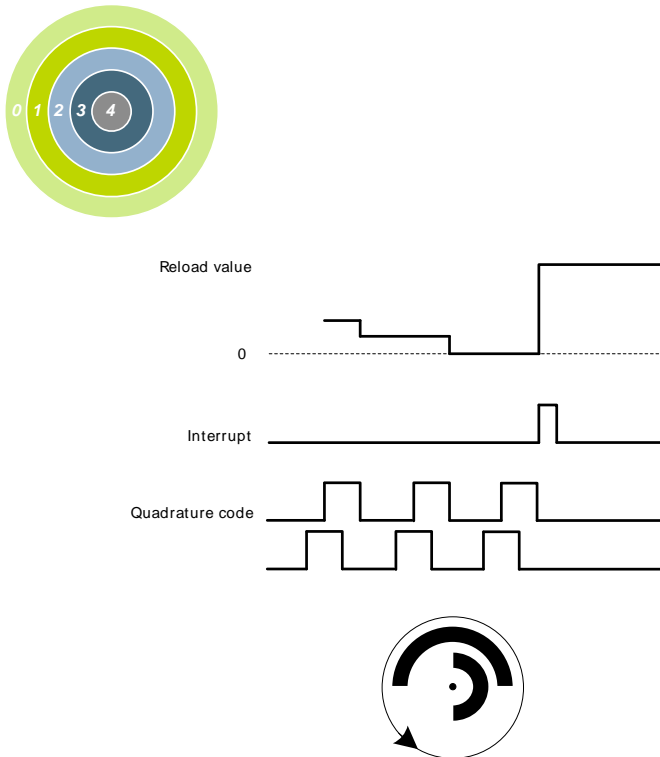 0 1 2 3 4
Reload value
0
Interrupt
Quadrature code